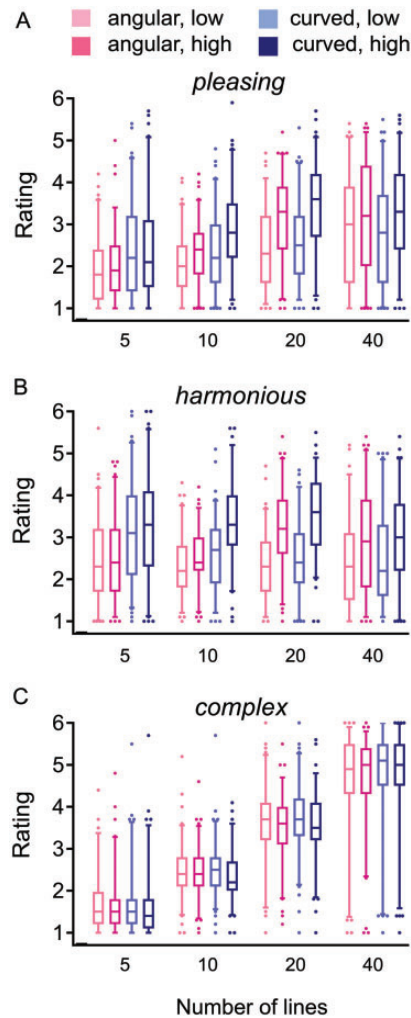 A
angular, low
curved, low
angular, high
curved, high
pleasing
Rating
6
5
4
3
2
1
5
10
20
40
B
harmonious
Rating
6
5
4
3
2
1
5
10
20
40
C
complex
Rating
6
5
4
3
2
1
5
10
20
40
Number of lines